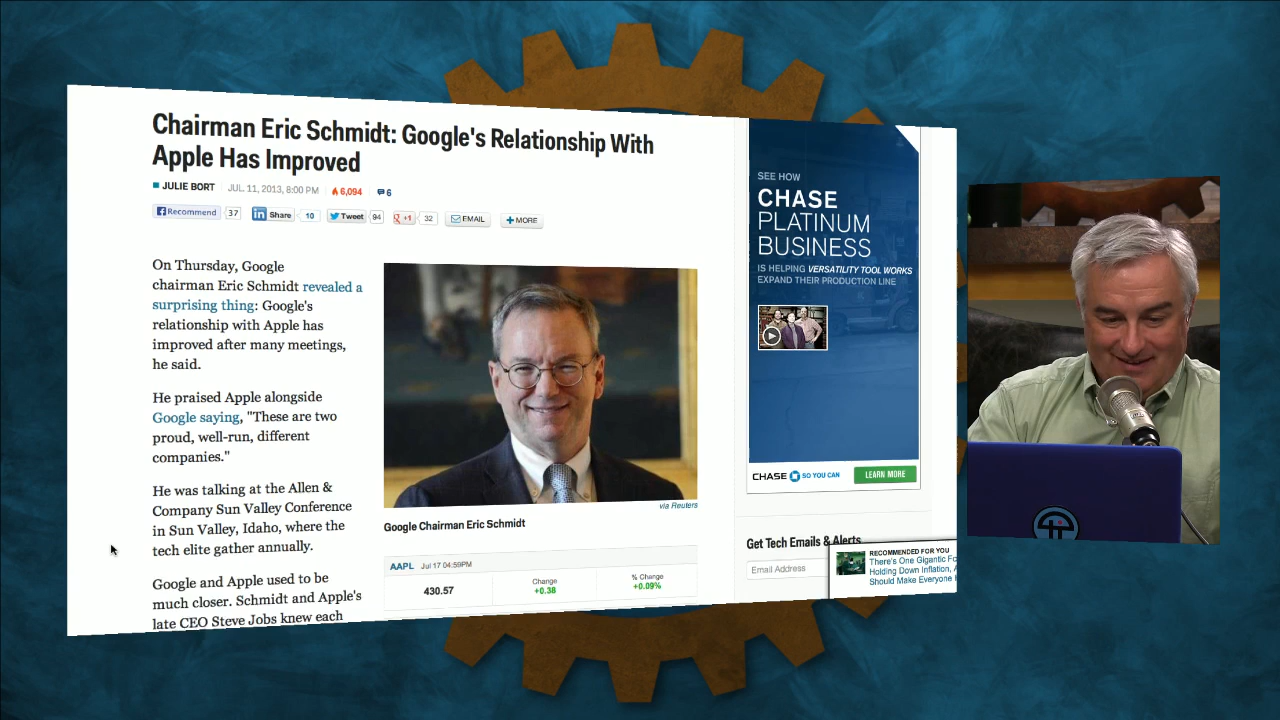 Chairman Eric Schmidt: Google's Relationship With
Apple Has Improved
JULIE BORT JUL. 11, 2013, 8:00 PM 6,094 6
Recommend 37 Share 10 Tweet 94 +1 32 EMAIL + MORE
On Thursday, Google
chairman Eric Schmidt revealed a
surprising thing: Google's
relationship with Apple has
improved after many meetings,
he said.
He praised Apple alongside
Google saying, "These are two
proud, well-run, different
companies."
He was talking at the Allen &
Company Sun Valley Conference
in Sun Valley, Idaho, where the
tech elite gather annually.
Google and Apple used to be
much closer. Schmidt and Apple's
late CEO Steve Jobs knew each
via Reuters
Google Chairman Eric Schmidt
AAPL Jul 17 04:59PM
430.57
Change
+0.38
% Change
+0.09%
SEE HOW
CHASE
PLATINUM
BUSINESS
IS HELPING VERSATILITY TOOL WORKS
EXPAND THEIR PRODUCTION LINE
CHASE SO YOU CAN LEARN MORE
Get Tech Emails & Alerts
Email Address
RECOMMENDED FOR YOU
There's One Gigantic
Holding Down Inflation,
Should Make Everyone